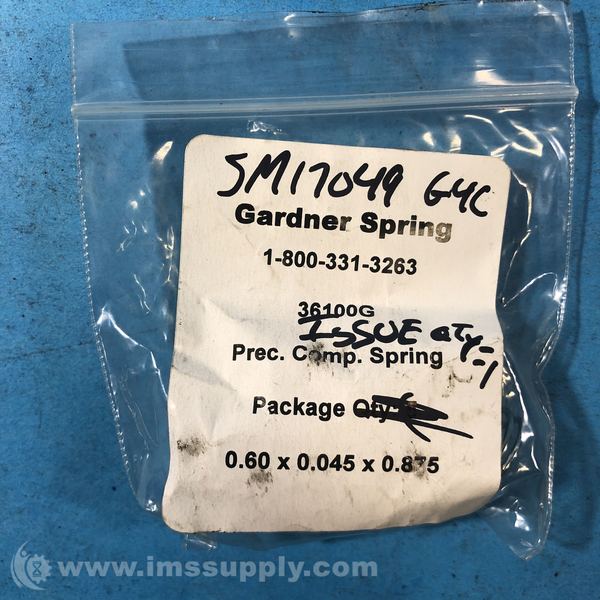 SM17049 G4C
Gardner Spring
1-800-331-3263
36100G
ISSUE QTY-1
Prec. Comp. Spring
Package Qty-
0.60 x 0.045 x 0.875
www.imssupply.com